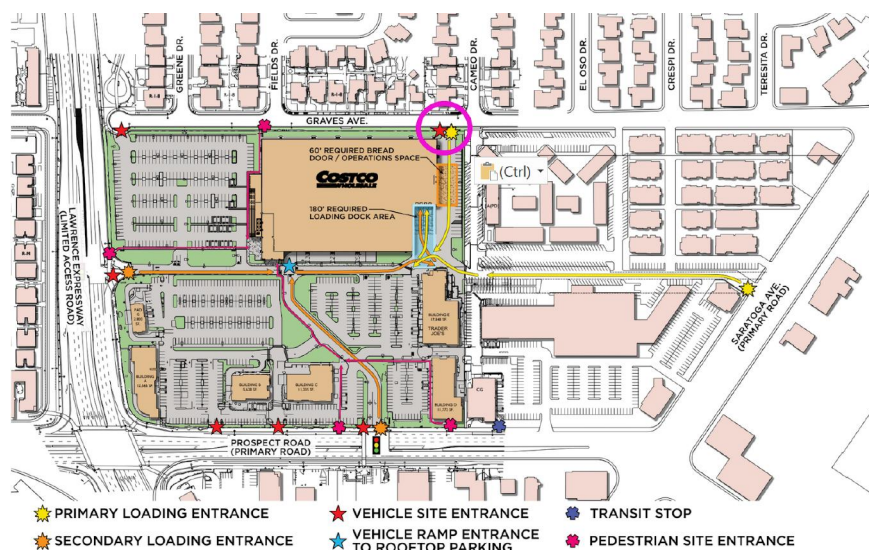 GREENE DR.
FIELDS DR.
CAMEO DR.
EL OSO DR.
CRESPI DR.
TERESITA DR.
R-I-8
R-I-8
GRAVES AVE.
60' REQUIRED BREAD
DOOR / OPERATIONS SPACE
COSTCO
WHOLESALE
(Ctrl)
180' REQUIRED
LOADING DOCK AREA
LAWRENCE EXPRESSWAY
(LIMITED ACCESS ROAD)
SARATOGA AVE.
(PRIMARY ROAD)
TRADER
JOE'S
BUILDING
A
BUILDING B
BUILDING C
BUILDING D
PROSPECT ROAD
(PRIMARY ROAD)
PRIMARY LOADING ENTRANCE
VEHICLE SITE ENTRANCE
TRANSIT STOP
SECONDARY LOADING ENTRANCE
VEHICLE RAMP ENTRANCE
TO ROOFTOP PARKING
PEDESTRIAN SITE ENTRANCE